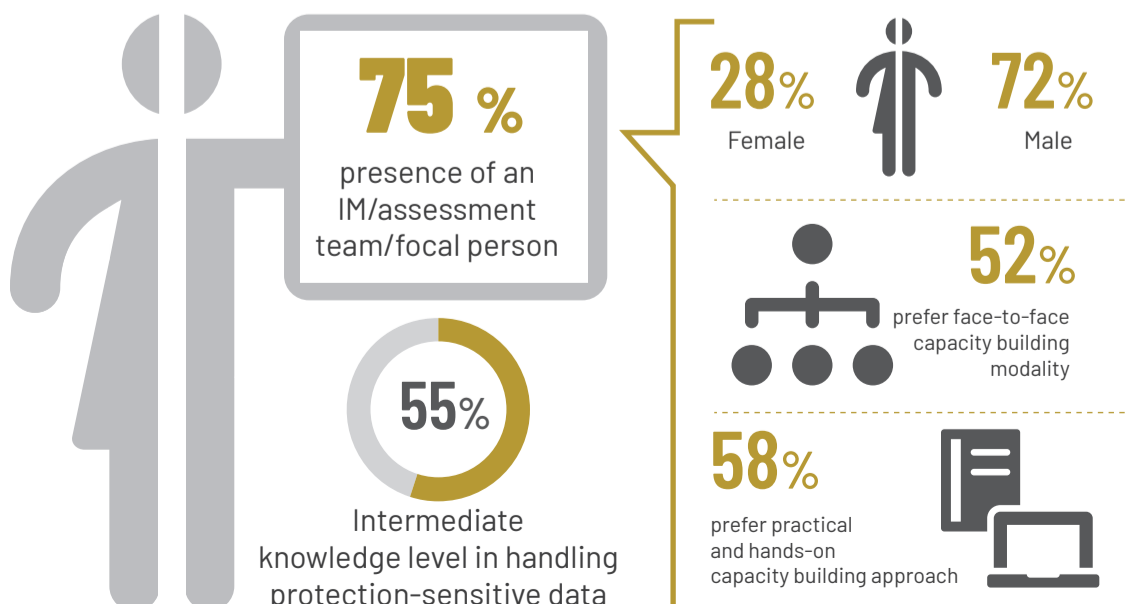 75 %
presence of an
IM/assessment
team/focal person
55%
Intermediate
knowledge level in handling
protection-sensitive data
28%
Female
72%
Male
52%
prefer face-to-face
capacity building
modality
58%
prefer practical
and hands-on
capacity building approach